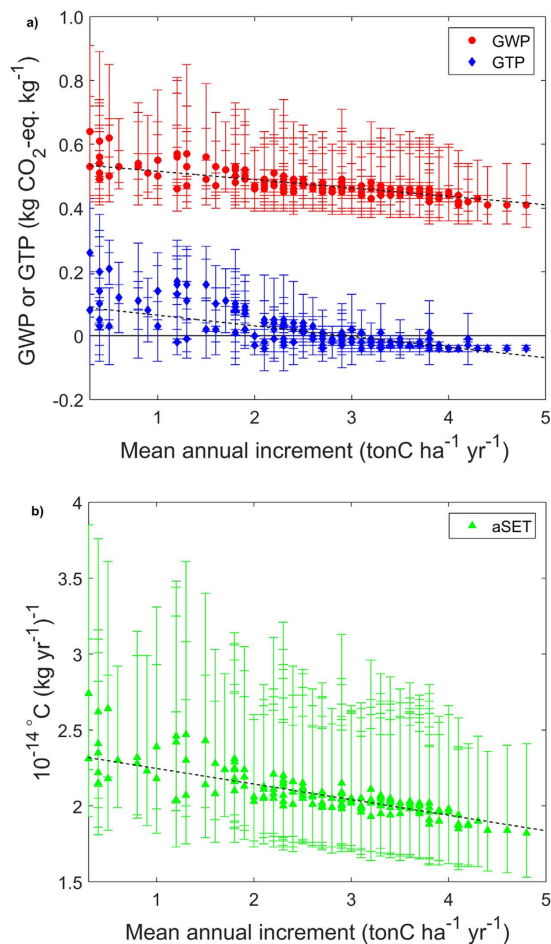 a)
1.0
0.8
0.6
0.4
0.2
0
-0.2
GWP or GTP (kg CO2-eq. kg-1)
GWP
GTP
1 2 3 4 5
Mean annual increment (tonC ha-1 yr-1)
b)
4
3.5
3
2.5
2
1.5
10-14 °C (kg yr-1)-1
aSET
1 2 3 4 5
Mean annual increment (tonC ha-1 yr-1)